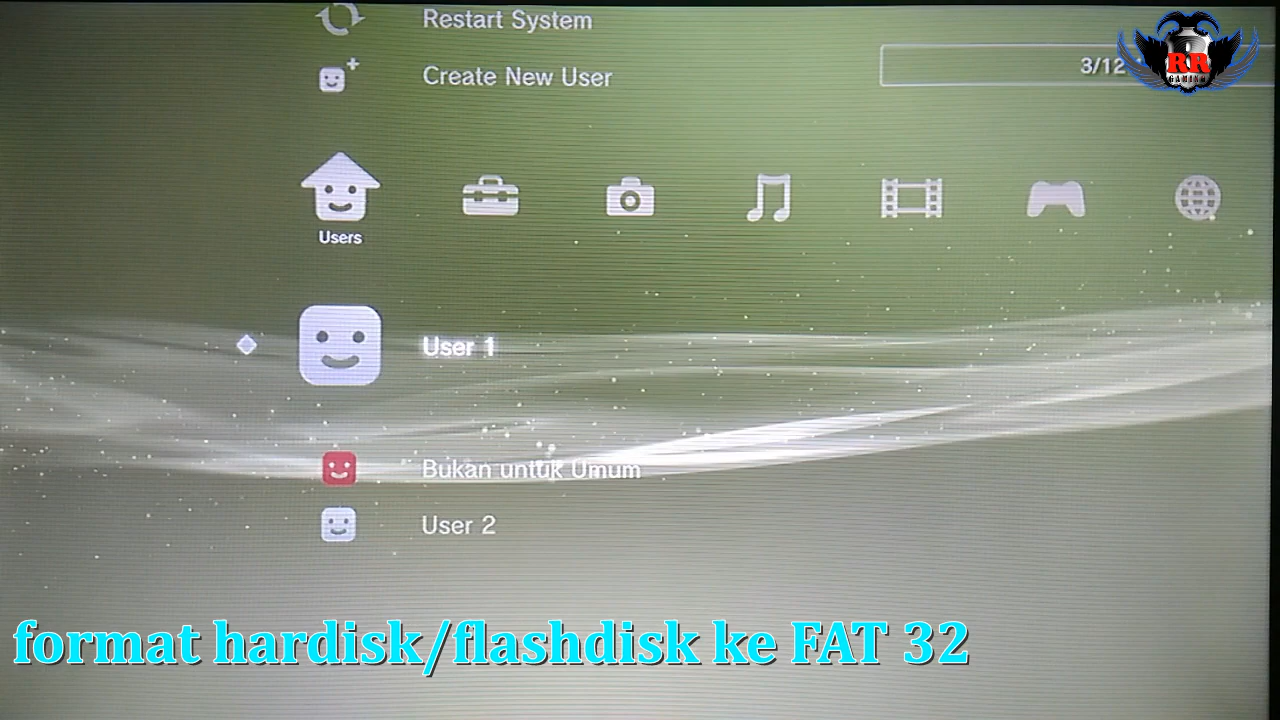 Restart System
Create New User
3/12
RR
GAMING
Users
User 1
Bukan untuk Umum
User 2
format hardisk/flashdisk ke FAT 32